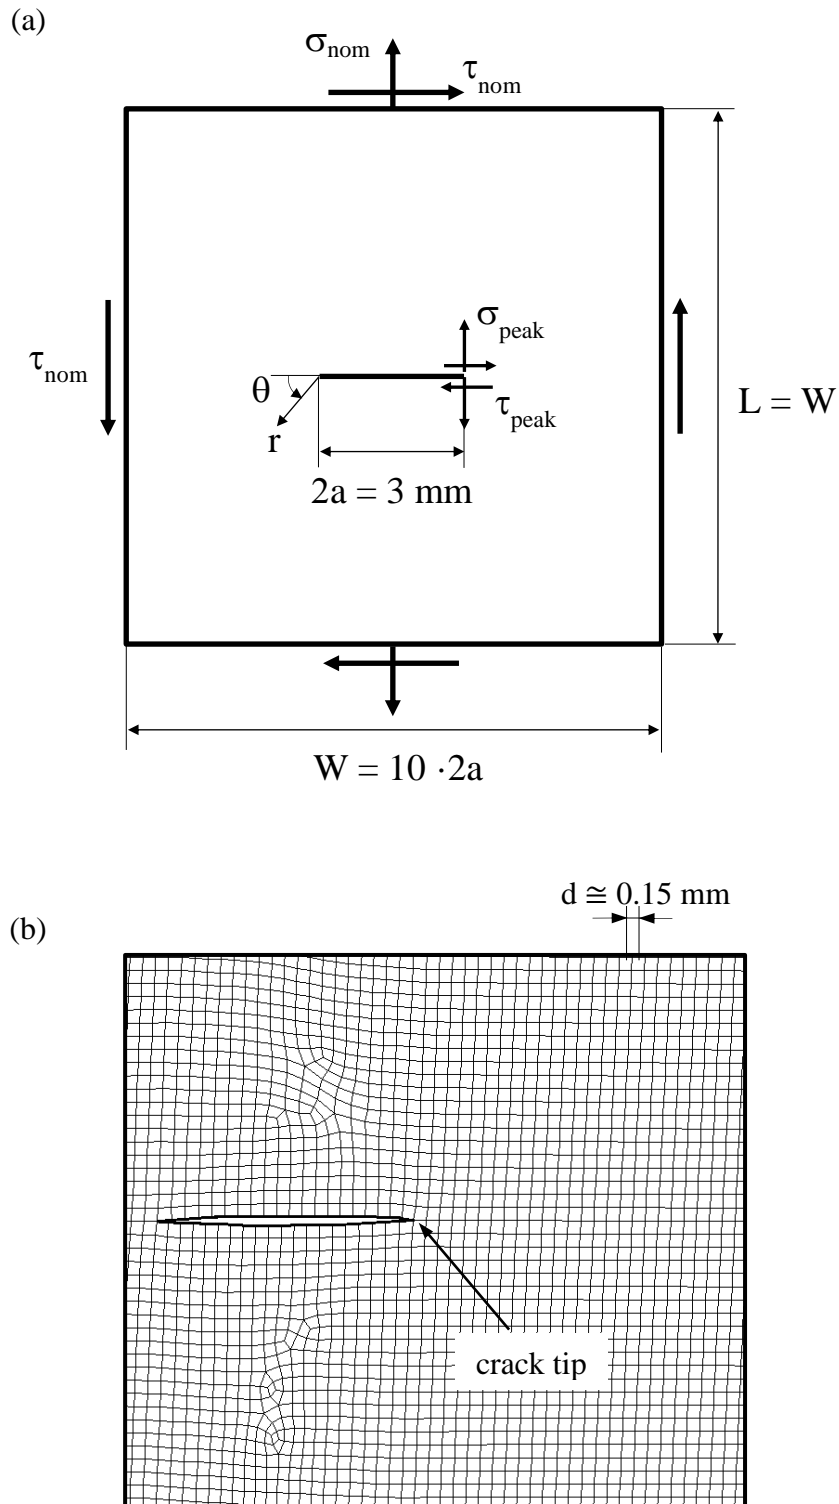 (a)
σnom
τnom
σpeak
τnom
θ
τpeak
r
L = W
2a = 3 mm
W = 10 ·2a
d ≅ 0.15 mm
(b)
crack tip